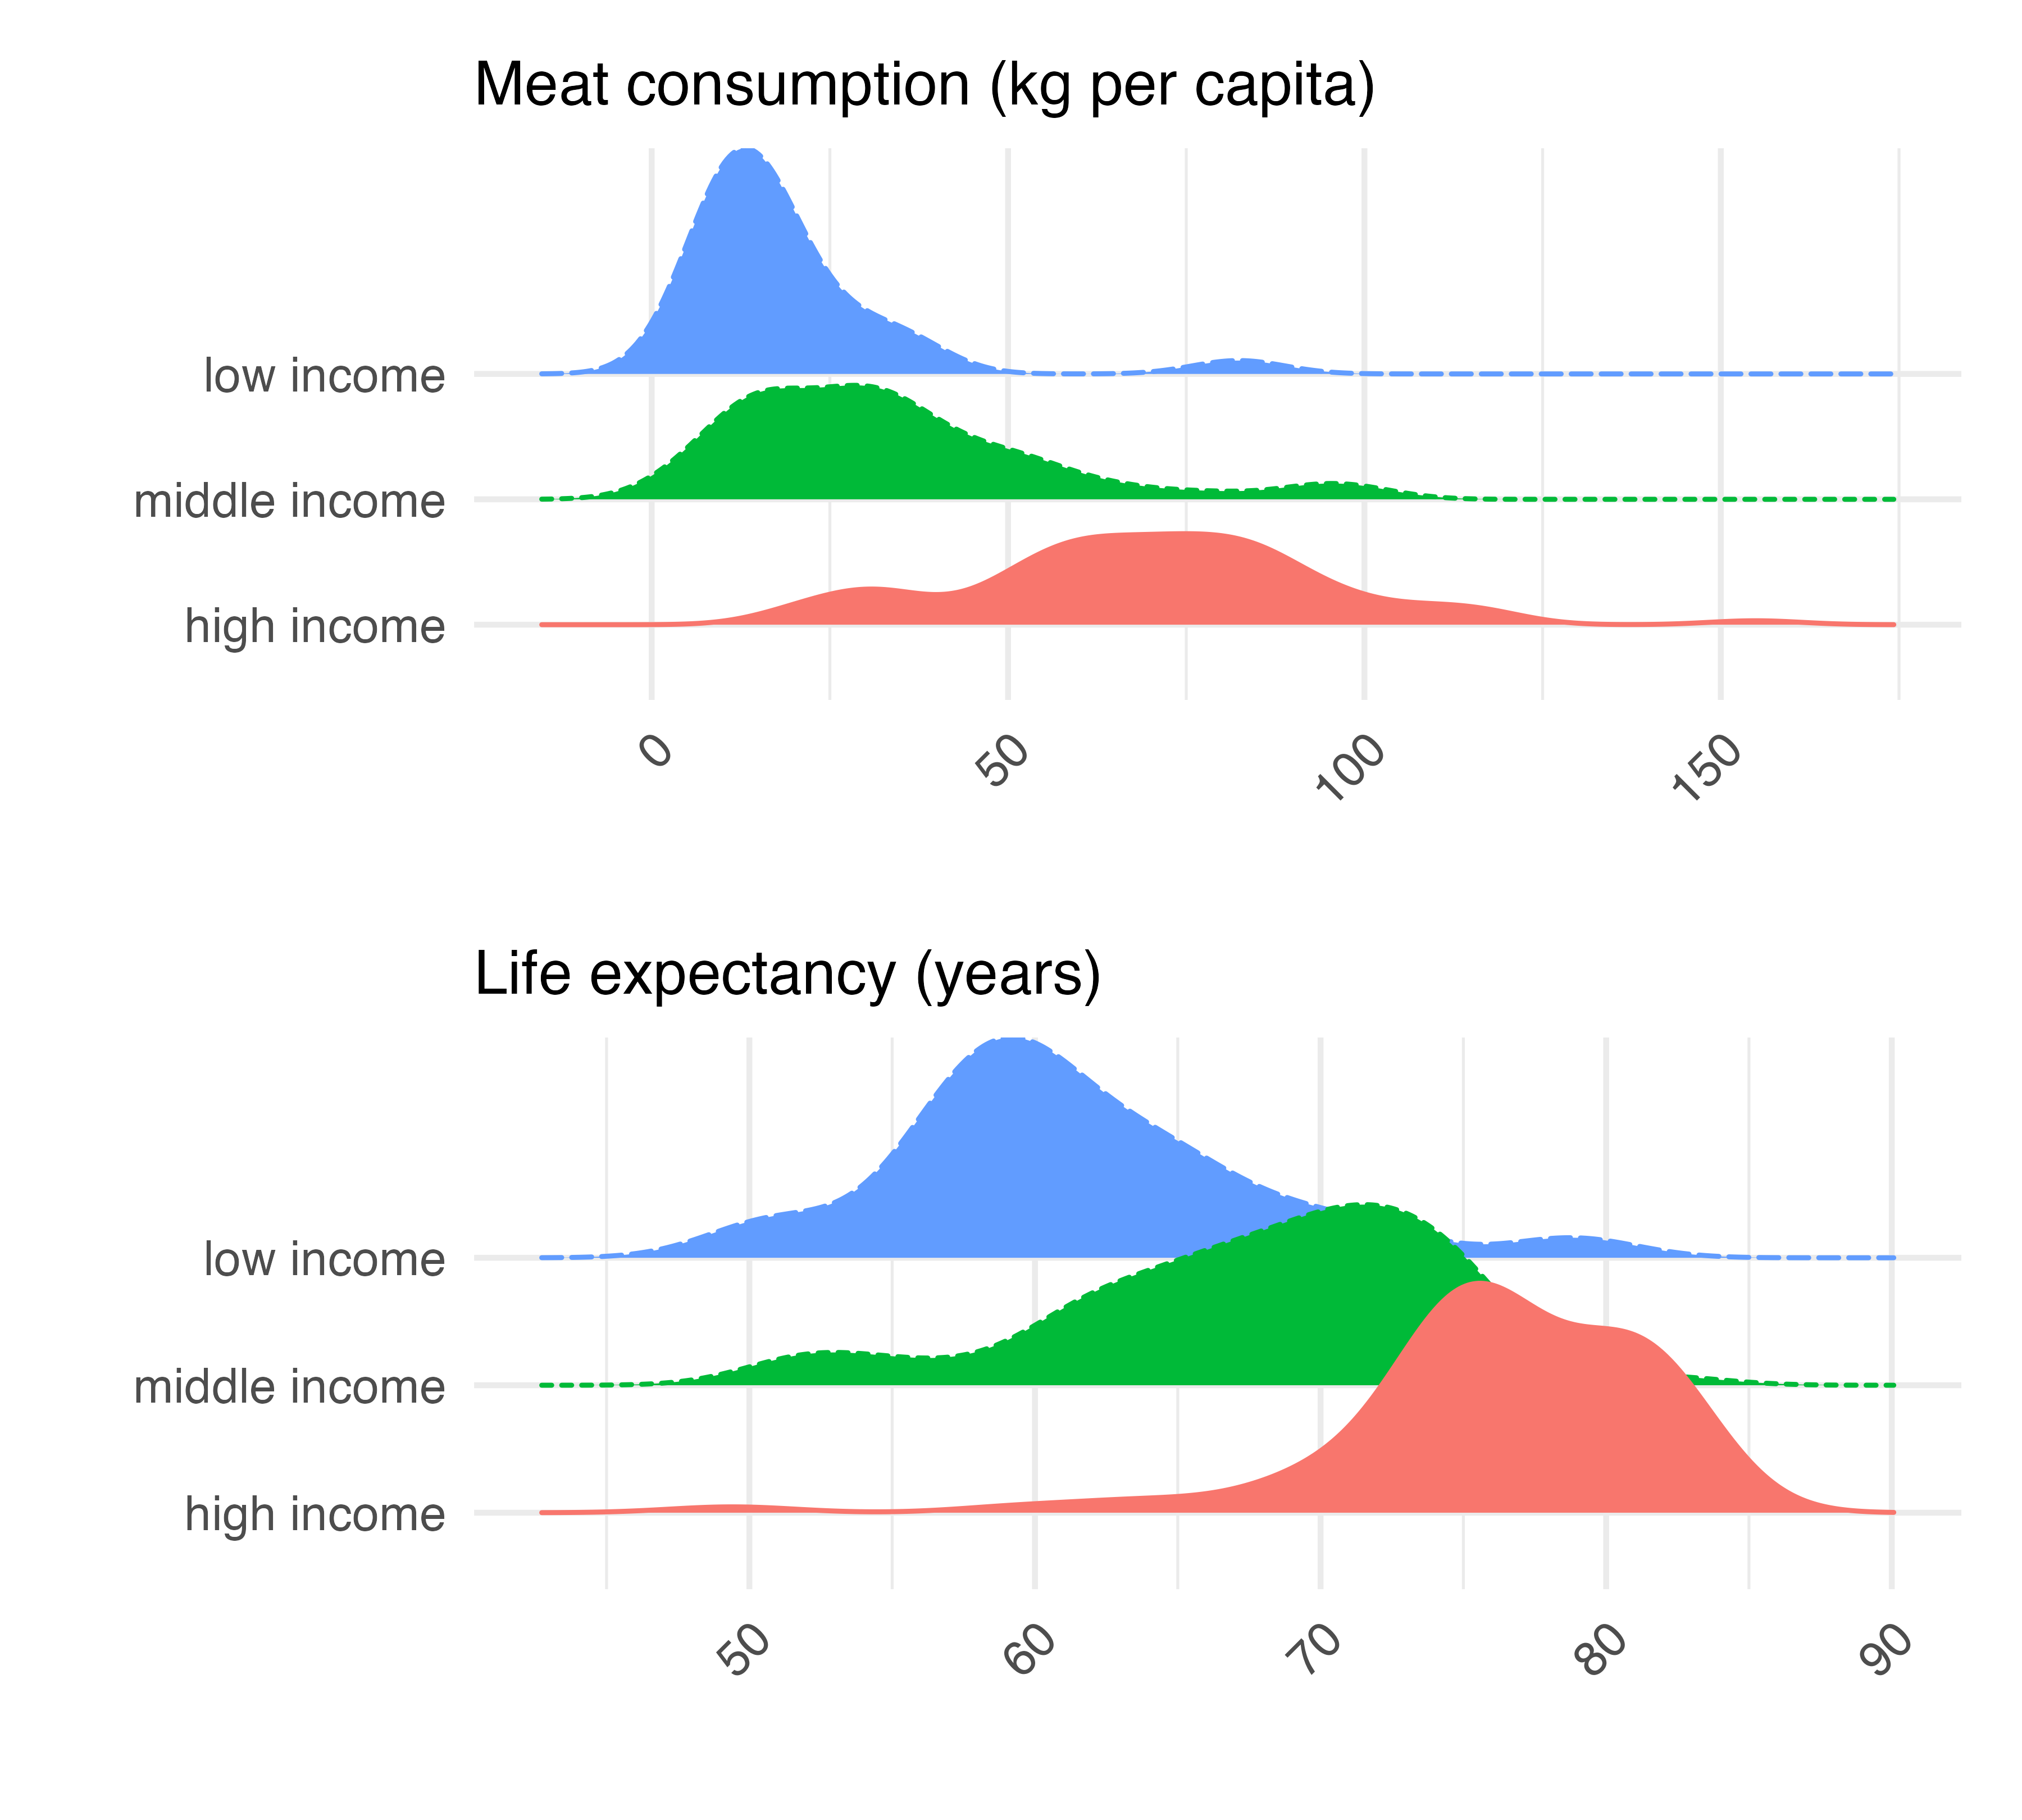 Meat consumption (kg per capita)
low income
middle income
high income
0 50 100 150
Life expectancy (years)
low income
middle income
high income
50 60 70 80 90